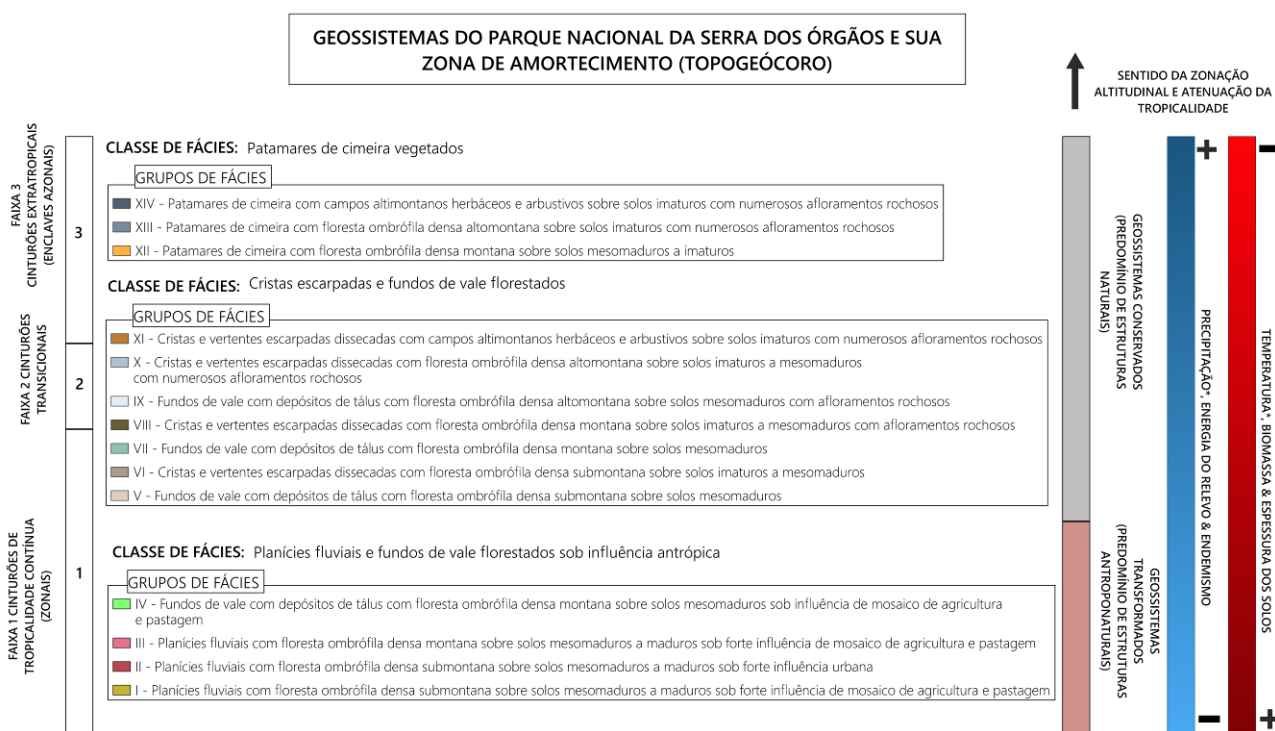 GEOSSISTEMAS DO PARQUE NACIONAL DA SERRA DOS ÓRGÃOS E SUA
ZONA DE AMORTECIMENTO (TOPOGEÓCORO)
SENTIDO DA ZONAÇÃO
ALTITUDINAL E ATENUAÇÃO DA
TROPICALIDADE
FAIXA 3
CINTURÕES EXTRATROPICAIS
(ENCLAVES AZONAIS)
3
CLASSE DE FÁCIES: Patamares de cimeira vegetados
GRUPOS DE FÁCIES
XIV - Patamares de cimeira com campos altimontanos herbáceos e arbustivos sobre solos imaturos com numerosos afloramentos rochosos
XIII - Patamares de cimeira com floresta ombrófila densa altomontana sobre solos imaturos com numerosos afloramentos rochosos
XII - Patamares de cimeira com floresta ombrófila densa montana sobre solos mesomaduros a imaturos
CLASSE DE FÁCIES: Cristas escarpadas e fundos de vale florestados
GRUPOS DE FÁCIES
FAIXA 2 CINTURÕES
TRANSICIONAIS
2
XI - Cristas e vertentes escarpadas dissecadas com campos altimontanos herbáceos e arbustivos sobre solos imaturos com numerosos afloramentos rochosos
X - Cristas e vertentes escarpadas dissecadas com floresta ombrófila densa altomontana sobre solos imaturos a mesomaduros
com numerosos afloramentos rochosos
IX - Fundos de vale com depósitos de tálus com floresta ombrófila densa altomontana sobre solos mesomaduros com afloramentos rochosos
VIII - Cristas e vertentes escarpadas dissecadas com floresta ombrófila densa montana sobre solos imaturos a mesomaduros com afloramentos rochosos
VII - Fundos de vale com depósitos de tálus com floresta ombrófila densa montana sobre solos mesomaduros
VI - Cristas e vertentes escarpadas dissecadas com floresta ombrófila densa submontana sobre solos imaturos a mesomaduros
V - Fundos de vale com depósitos de tálus com floresta ombrófila densa submontana sobre solos mesomaduros
FAIXA 1 CINTURÕES DE
TROPICALIDADE CONTÍNUA
(ZONAIS)
1
CLASSE DE FÁCIES: Planícies fluviais e fundos de vale florestados sob influência antrópica
GRUPOS DE FÁCIES
IV - Fundos de vale com depósitos de tálus com floresta ombrófila densa montana sobre solos mesomaduros sob influência de mosaico de agricultura
e pastagem
III - Planícies fluviais com floresta ombrófila densa montana sobre solos mesomaduros a maduros sob forte influência de mosaico de agricultura e pastagem
II - Planícies fluviais com floresta ombrófila densa submontana sobre solos mesomaduros a maduros sob forte influência urbana
I - Planícies fluviais com floresta ombrófila densa submontana sobre solos mesomaduros a maduros sob forte influência de mosaico de agricultura e pastagem
GEOSSISTEMAS CONSERVADOS
(PREDOMÍNIO DE ESTRUTURAS
NATURAIS)
GEOSSISTEMAS
TRANSFORMADOS
(PREDOMÍNIO DE ESTRUTURAS
ANTROPONATURAIS)
+
PRECIPITAÇÃO*, ENERGIA DO RELEVO & ENDEMISMO
-
-
TEMPERATURA*, BIOMASSA & ESPESSURA DOS SOLOS
+